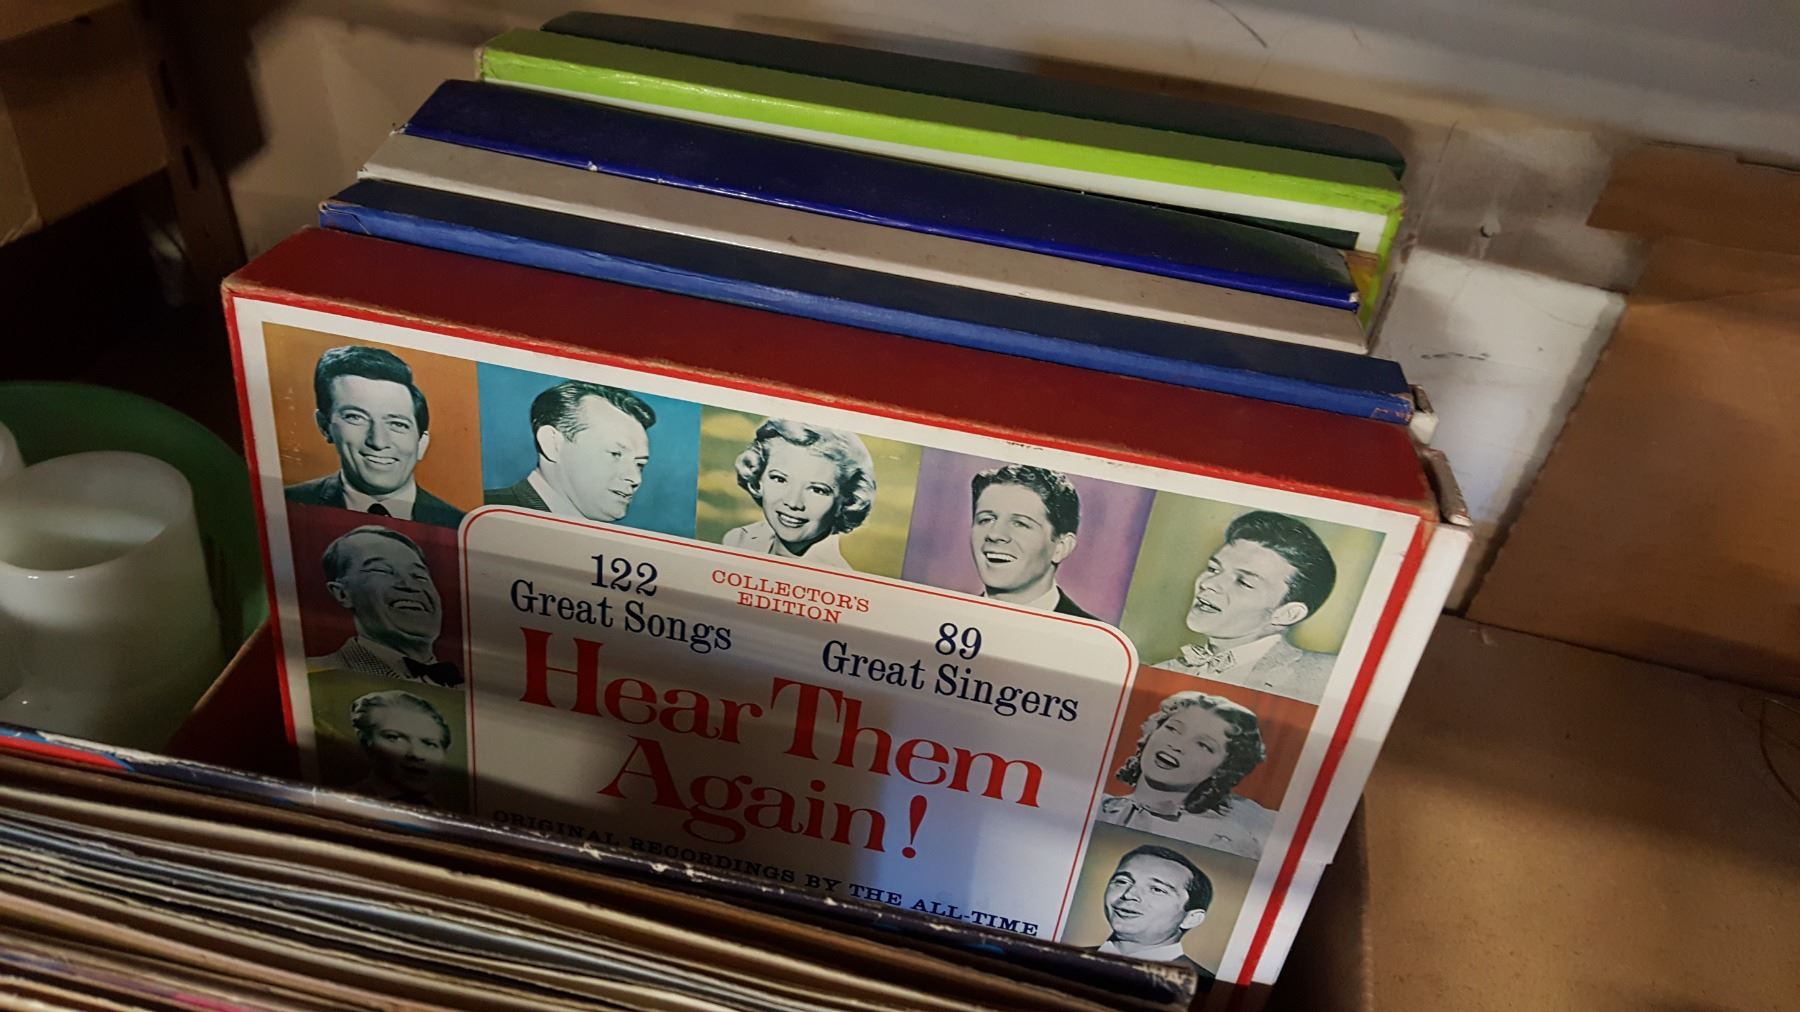 122
Great Songs
COLLECTOR'S
EDITION
89
Great Singers
Hear Them
Again!
ORIGINAL RECORDINGS BY THE ALL-TIME